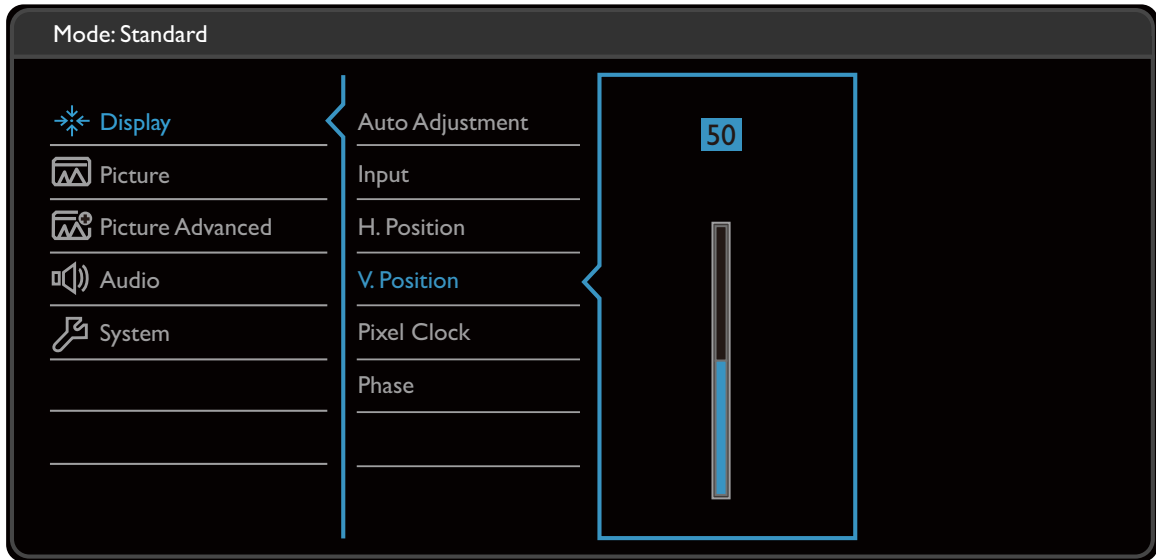 Mode: Standard
Display
Picture
Picture Advanced
Audio
System
Auto Adjustment
Input
H. Position
V. Position
Pixel Clock
Phase
50